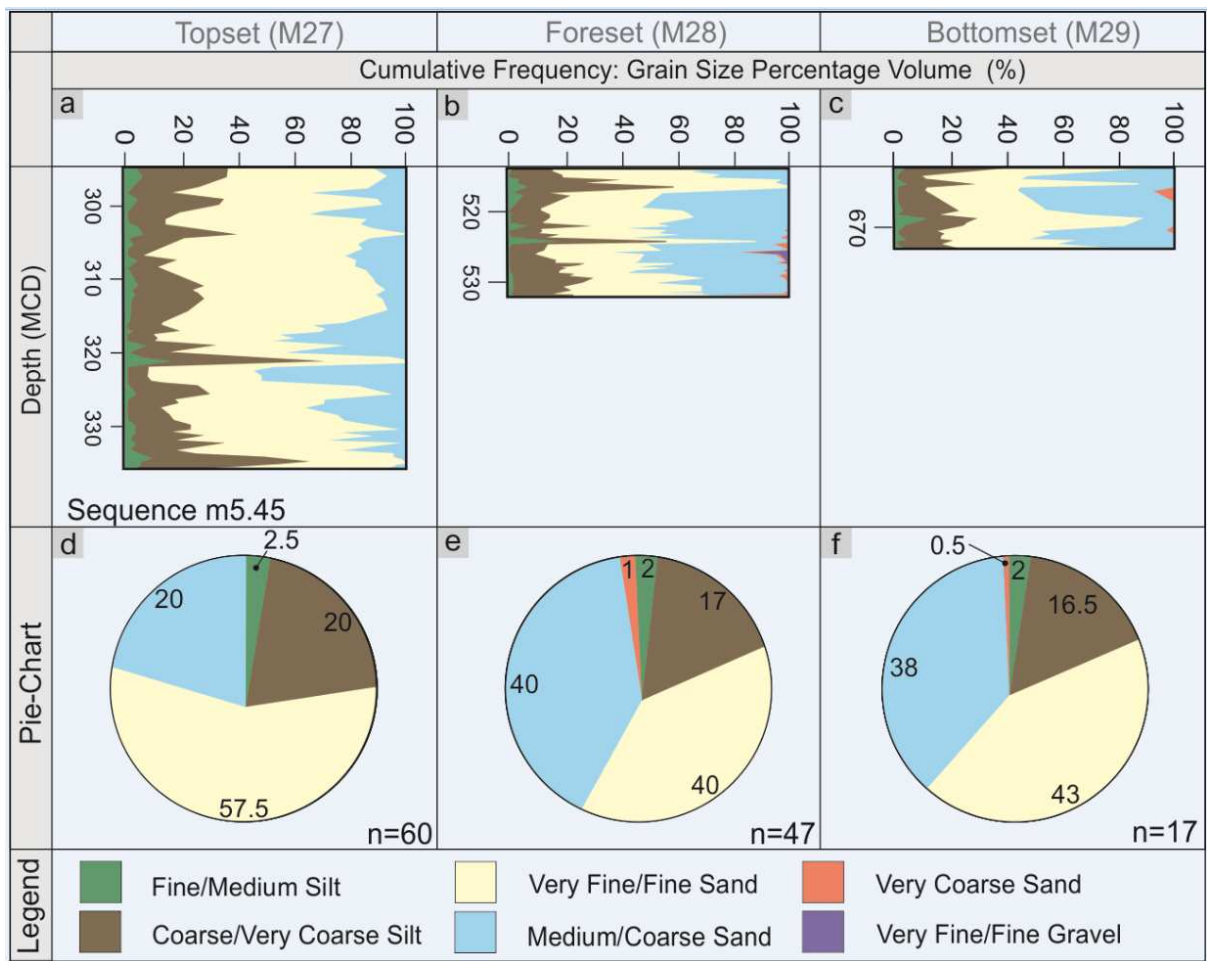 Topset (M27) Foreset (M28) Bottomset (M29)
Cumulative Frequency: Grain Size Percentage Volume (%)
a
0 20 40 60 80 100
b
0 20 40 60 80 100
c
0 20 40 60 80 100
Depth (MCD)
300
310
320
330
520
530
670
Sequence m5.45
Pie-Chart
d
2.5
20
20
57.5
n=60
e
1 2
17
40
40
n=47
f
0.5
2
16.5
38
43
n=17
Legend
Fine/Medium Silt Very Fine/Fine Sand Very Coarse Sand
Coarse/Very Coarse Silt Medium/Coarse Sand Very Fine/Fine Gravel